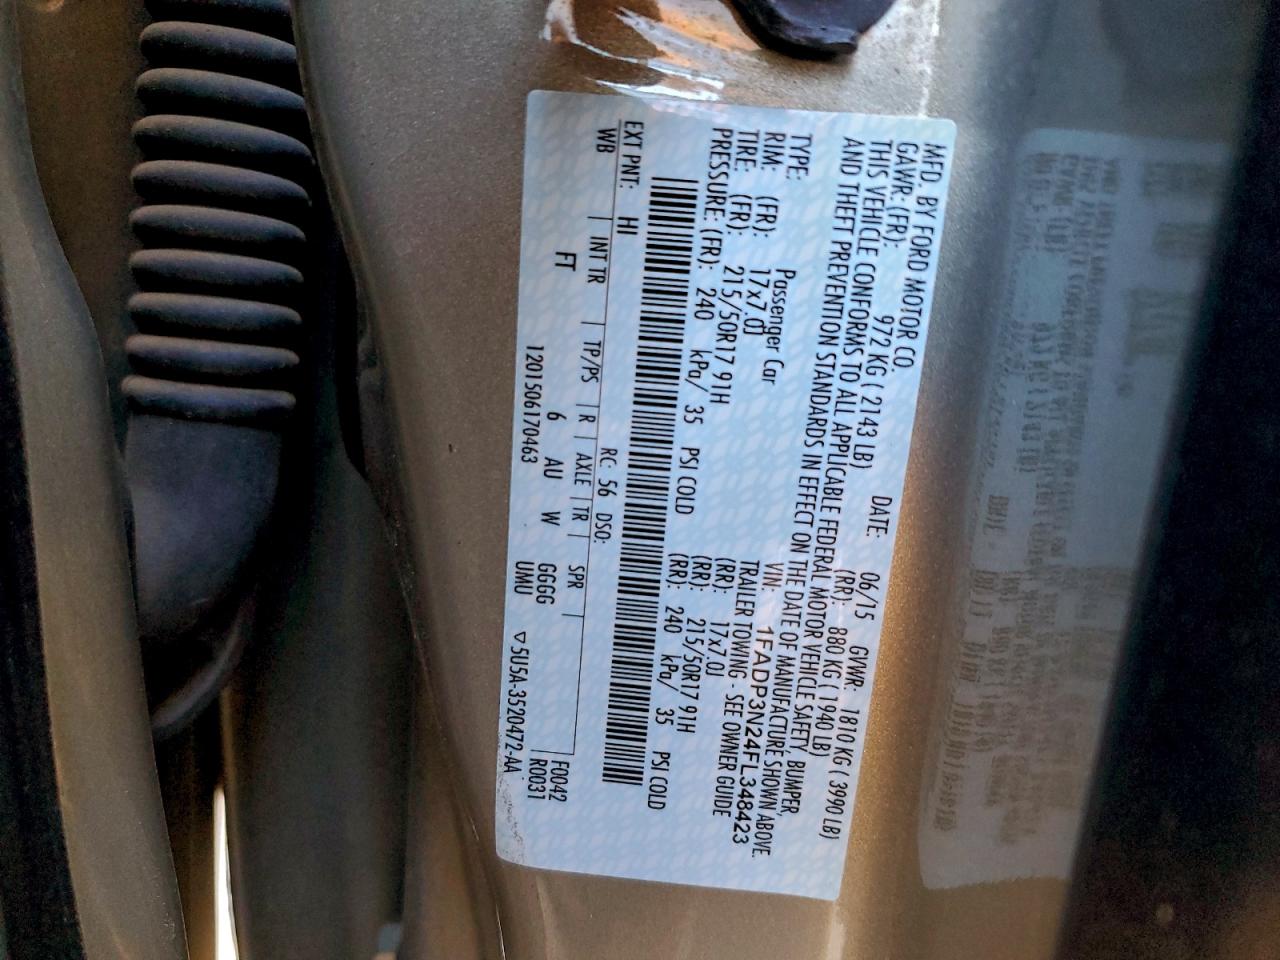 MFD. BY FORD MOTOR CO.
DATE: 06/15 GVWR: 1810 KG ( 3990 LB)
GAWR: (FR): 972 KG ( 2143 LB) (RR): 880 KG ( 1940 LB)
THIS VEHICLE CONFORMS TO ALL APPLICABLE FEDERAL MOTOR VEHICLE SAFETY, BUMPER,
AND THEFT PREVENTION STANDARDS IN EFFECT ON THE DATE OF MANUFACTURE SHOWN ABOVE.
VIN: 1FADP3N24FL348423
TYPE: Passenger Car TRAILER TOWING - SEE OWNER GUIDE
RIM: (FR): 17x7.0J (RR): 17x7.0J
TIRE: (FR): 215/50R17 91H (RR): 215/50R17 91H
PRESSURE: (FR): 240 kPa/ 35 PSI COLD (RR): 240 kPa/ 35 PSI COLD
EXT PNT: HI RC: 56 DSO:
WB | INT TR | TP/PS | R | AXLE | TR | SPR | F0042
FT 6 AU W GGGG R0031
1201506170463 UMU ▽5U5A-3520472-AA